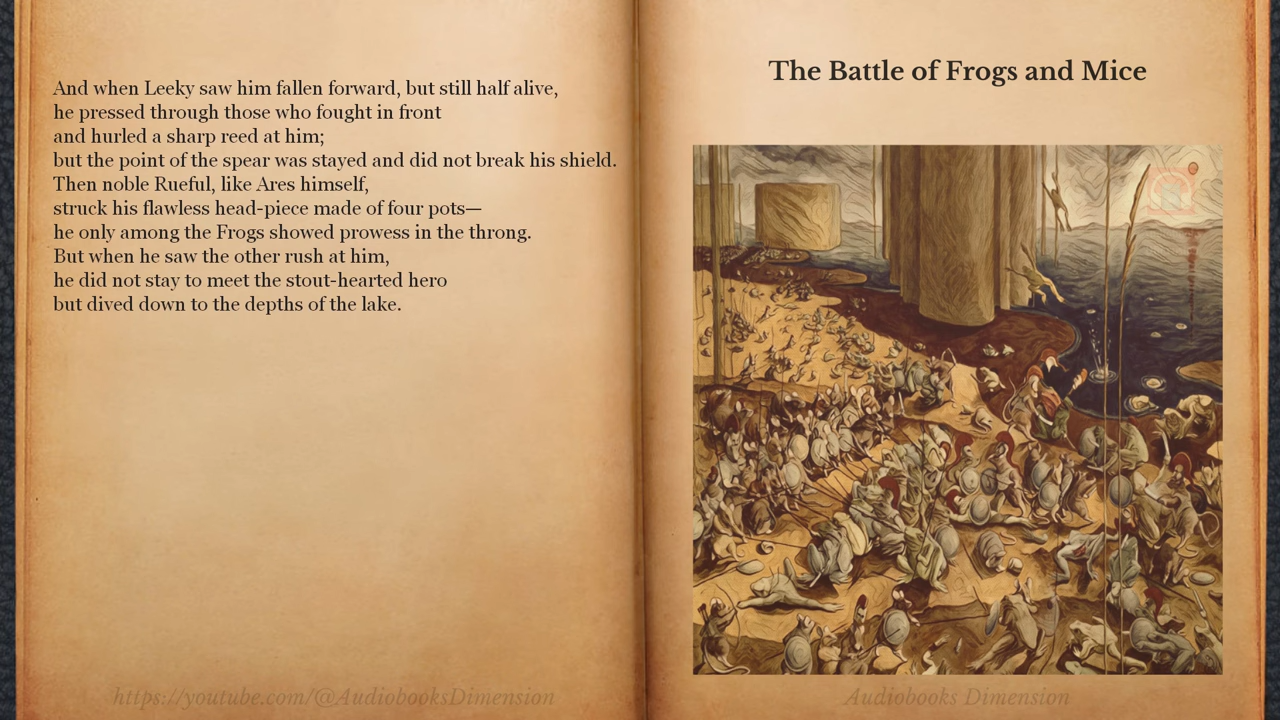 And when Leeky saw him fallen forward, but still half alive,
he pressed through those who fought in front
and hurled a sharp reed at him;
but the point of the spear was stayed and did not break his shield.
Then noble Rueful, like Ares himself,
struck his flawless head-piece made of four pots—
he only among the Frogs showed prowess in the throng.
But when he saw the other rush at him,
he did not stay to meet the stout-hearted hero
but dived down to the depths of the lake.
https://youtube.com/@AudiobooksDimension
The Battle of Frogs and Mice
Audiobooks Dimension